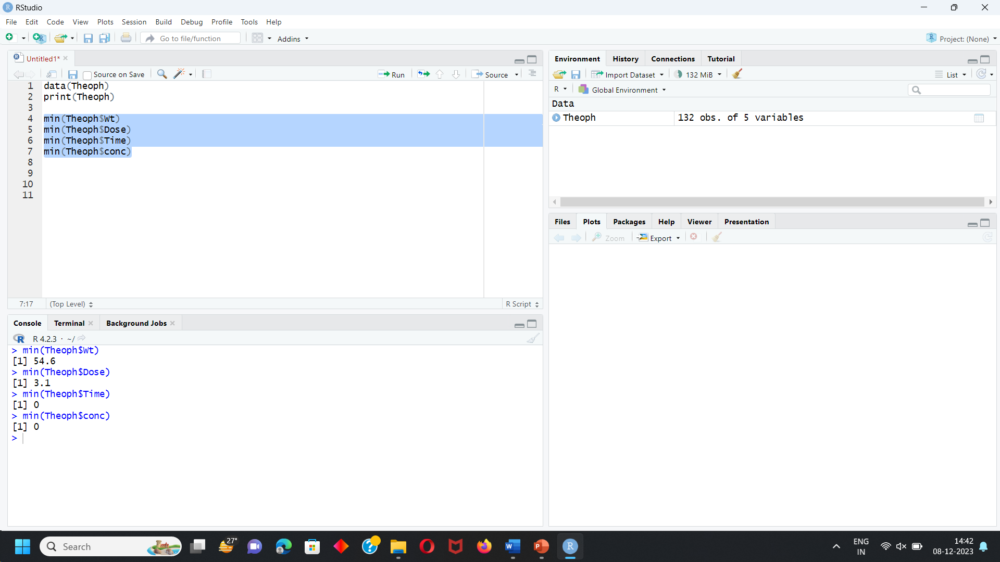 RStudio
File Edit Code View Plots Session Build Debug Profile Tools Help
Go to file/function Addins Project: (None)
Untitled1*
Source on Save Run Source
1 data(Theoph)
2 print(Theoph)
3
4 min(Theoph$Wt)
5 min(Theoph$Dose)
6 min(Theoph$Time)
7 min(Theoph$conc)
8
9
10
11
7:17 (Top Level) R Script
Console Terminal Background Jobs
R 4.2.3 · ~/
> min(Theoph$Wt)
[1] 54.6
> min(Theoph$Dose)
[1] 3.1
> min(Theoph$Time)
[1] 0
> min(Theoph$conc)
[1] 0
>
Environment History Connections Tutorial
Import Dataset 132 MiB List
R Global Environment
Data
Theoph 132 obs. of 5 variables
Files Plots Packages Help Viewer Presentation
Zoom Export
Search 27° ENG 14:42
IN 08-12-2023